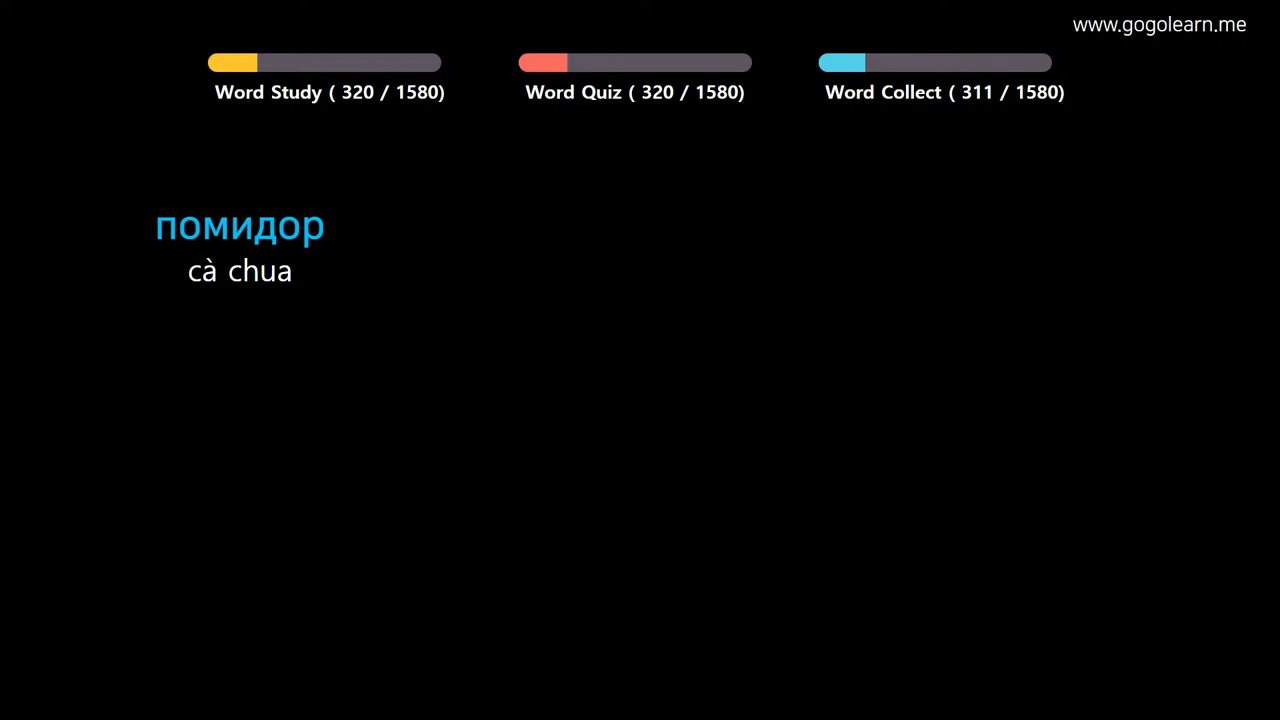 www.gogolearn.me
Word Study ( 320 / 1580)
Word Quiz ( 320 / 1580)
Word Collect ( 311 / 1580)
помидор
cà chua